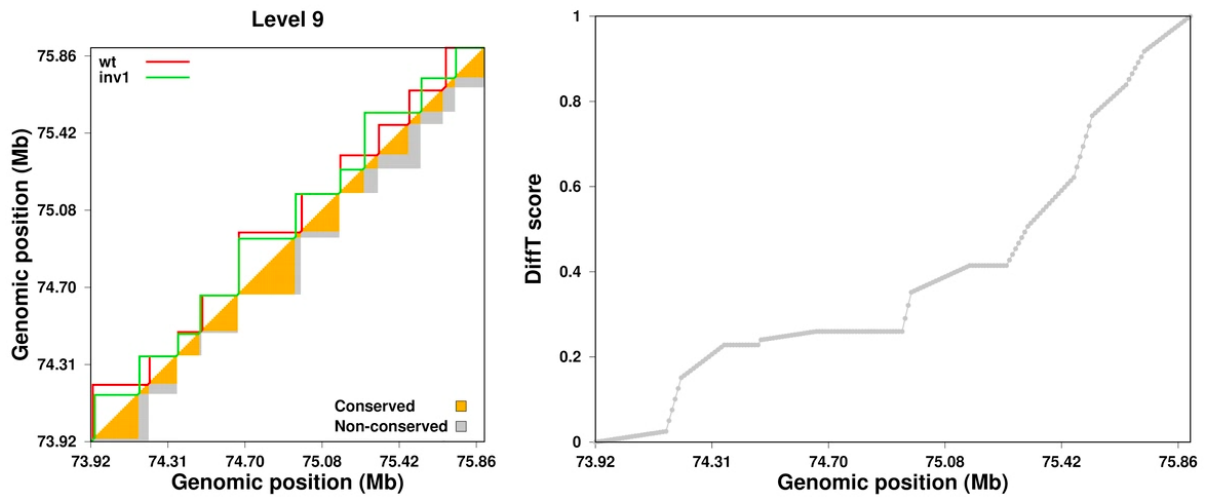 Level 9
75.86
75.42
75.08
74.70
74.31
73.92
Genomic position (Mb)
wt
inv1
Conserved
Non-conserved
73.92 74.31 74.70 75.08 75.42 75.86
Genomic position (Mb)
1
0.8
0.6
0.4
0.2
0
DiffT score
73.92 74.31 74.70 75.08 75.42 75.86
Genomic position (Mb)